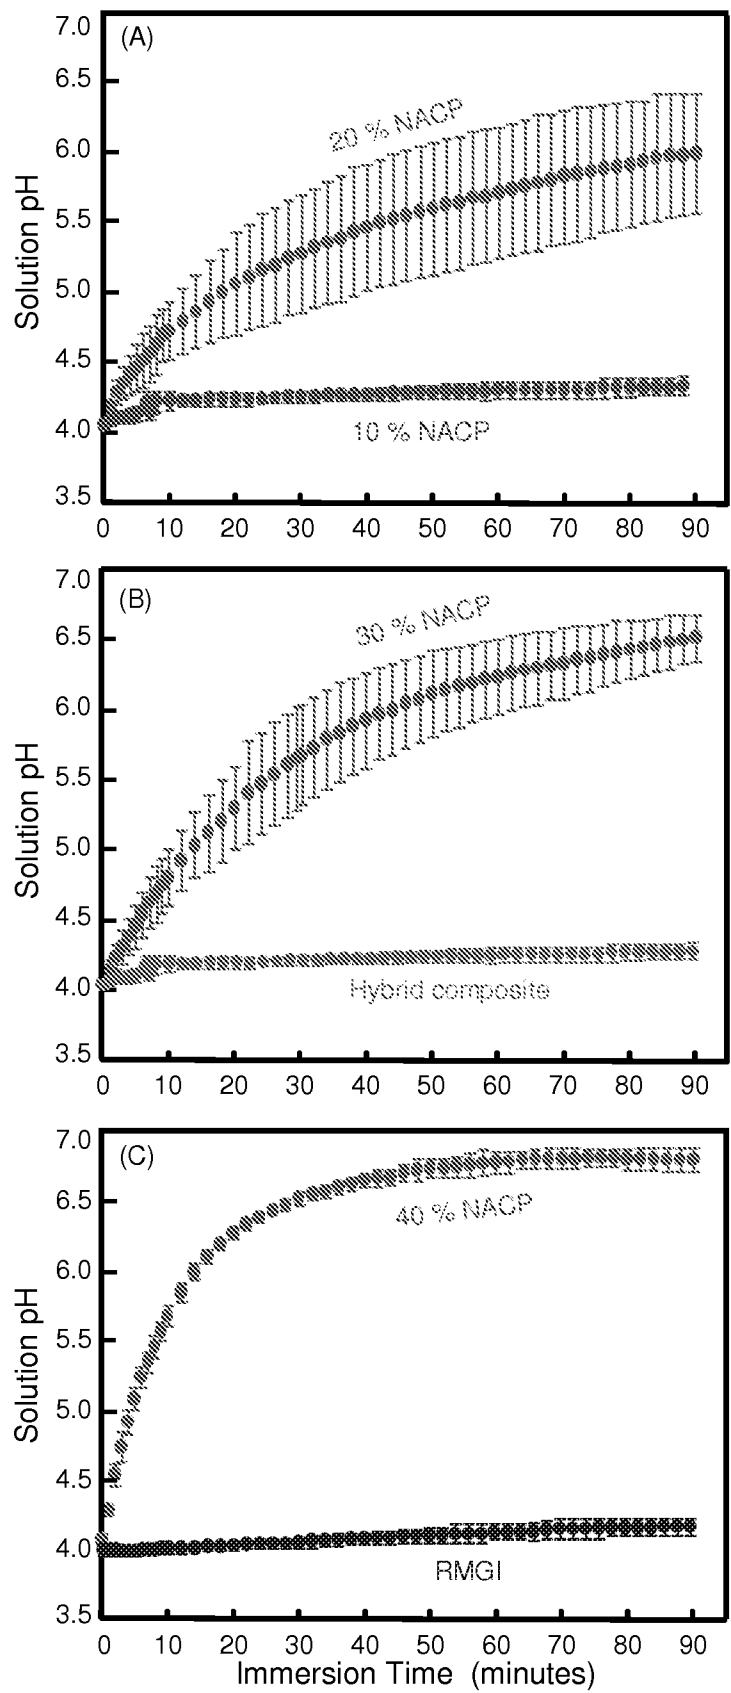 7.0
(A)
6.5
20 % NACP
6.0
5.5
5.0
4.5
4.0
10 % NACP
3.5
Solution pH
0 10 20 30 40 50 60 70 80 90
7.0
(B)
30 % NACP
6.5
6.0
5.5
5.0
4.5
4.0
Hybrid composite
3.5
Solution pH
0 10 20 30 40 50 60 70 80 90
7.0
(C)
6.5
40 % NACP
6.0
5.5
5.0
4.5
4.0
RMGI
3.5
Solution pH
0 10 20 30 40 50 60 70 80 90
Immersion Time (minutes)